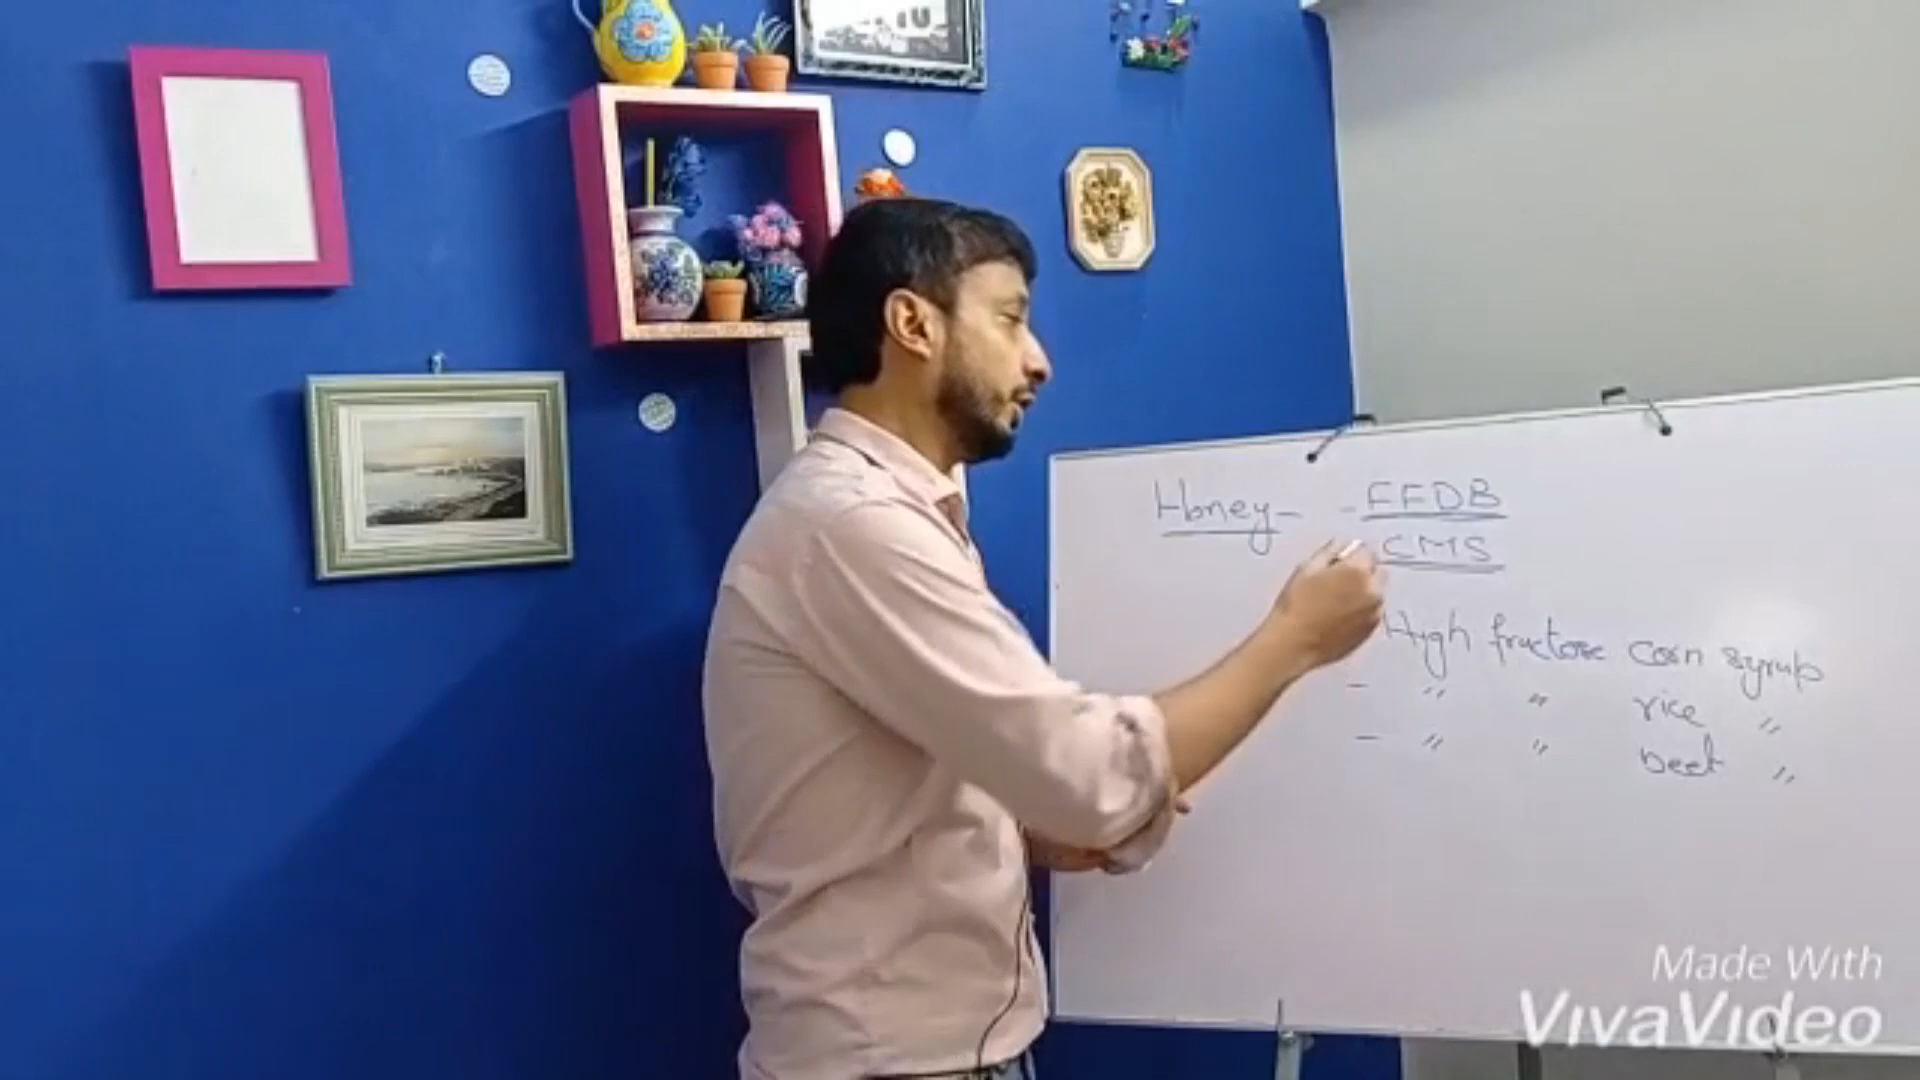 Honey - - FFDB
CMS
High fructose corn syrup
- " " rice "
- " " beet "
Made With
VivaVideo